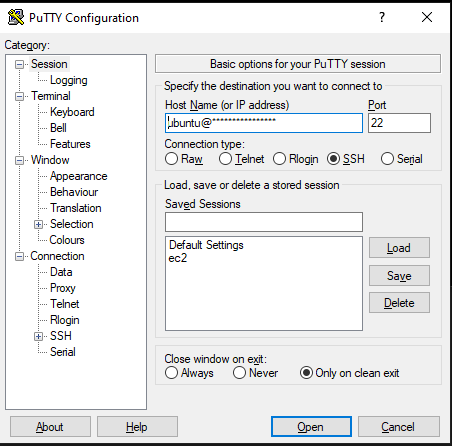 PuTTY Configuration
?
Category:
Session
Logging
Terminal
Keyboard
Bell
Features
Window
Appearance
Behaviour
Translation
Selection
Colours
Connection
Data
Proxy
Telnet
Rlogin
SSH
Serial
Basic options for your PuTTY session
Specify the destination you want to connect to
Host Name (or IP address) Port
ubuntu@**************** 22
Connection type:
Raw Telnet Rlogin SSH Serial
Load, save or delete a stored session
Saved Sessions
Default Settings
ec2
Load
Save
Delete
Close window on exit:
Always Never Only on clean exit
About Help Open Cancel